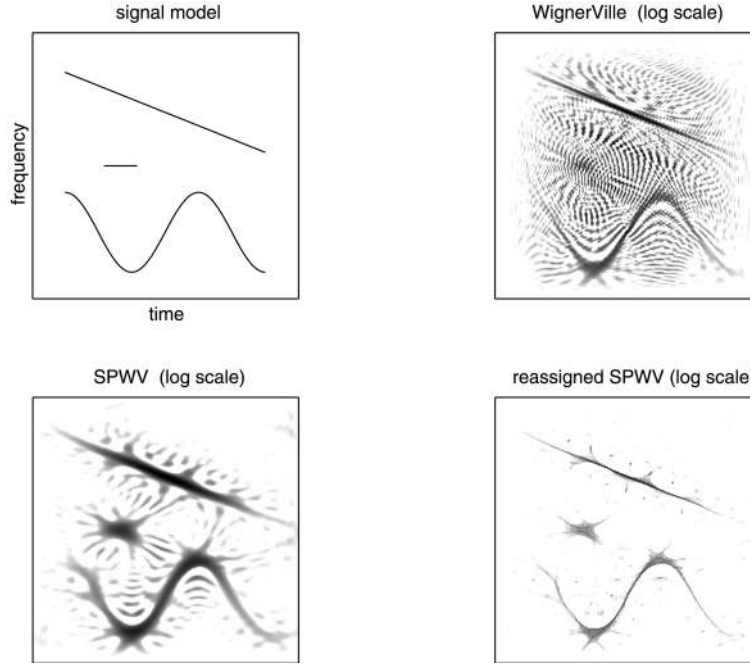 signal model
WignerVille (log scale)
frequency
time
SPWV (log scale)
reassigned SPWV (log scale